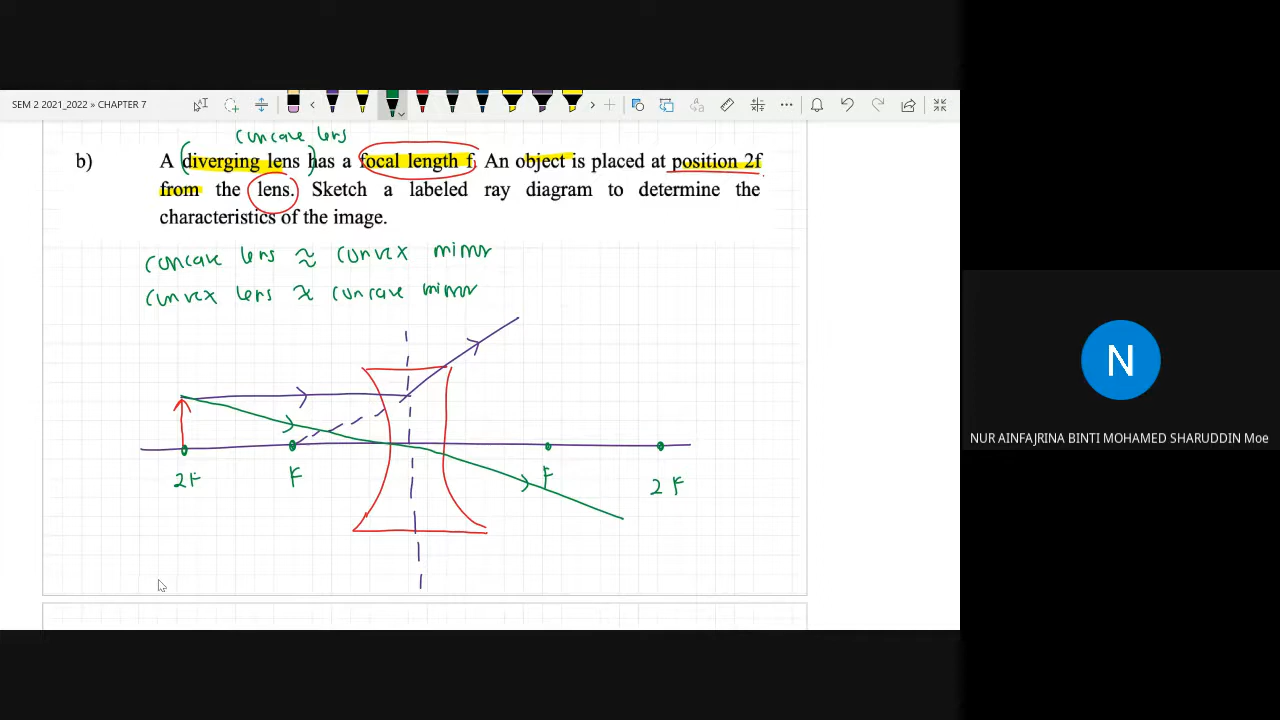 SEM 2 2021_2022 » CHAPTER 7
concave lens
b) A (diverging lens) has a focal length f. An object is placed at position 2f
from the lens. Sketch a labeled ray diagram to determine the
characteristics of the image.
concave lens ≈ convex mirror
convex lens ≈ concave mirror
2F F F 2F
N
NUR AINFAJRINA BINTI MOHAMED SHARUDDIN Moe